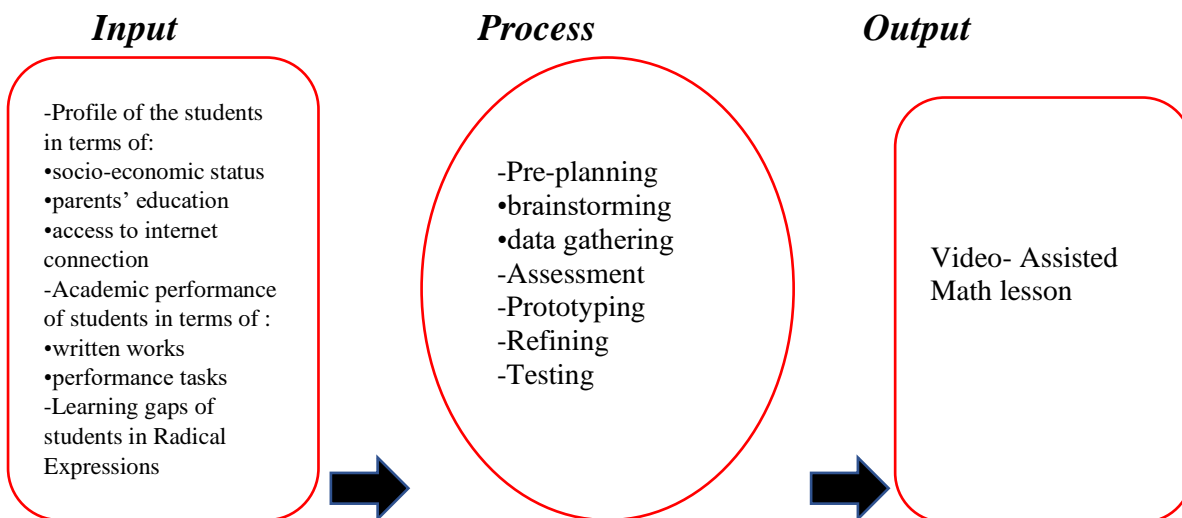 Input
Process
Output
-Profile of the students
in terms of:
•socio-economic status
•parents’ education
•access to internet
connection
-Academic performance
of students in terms of :
•written works
•performance tasks
-Learning gaps of
students in Radical
Expressions
-Pre-planning
•brainstorming
•data gathering
-Assessment
-Prototyping
-Refining
-Testing
Video- Assisted
Math lesson